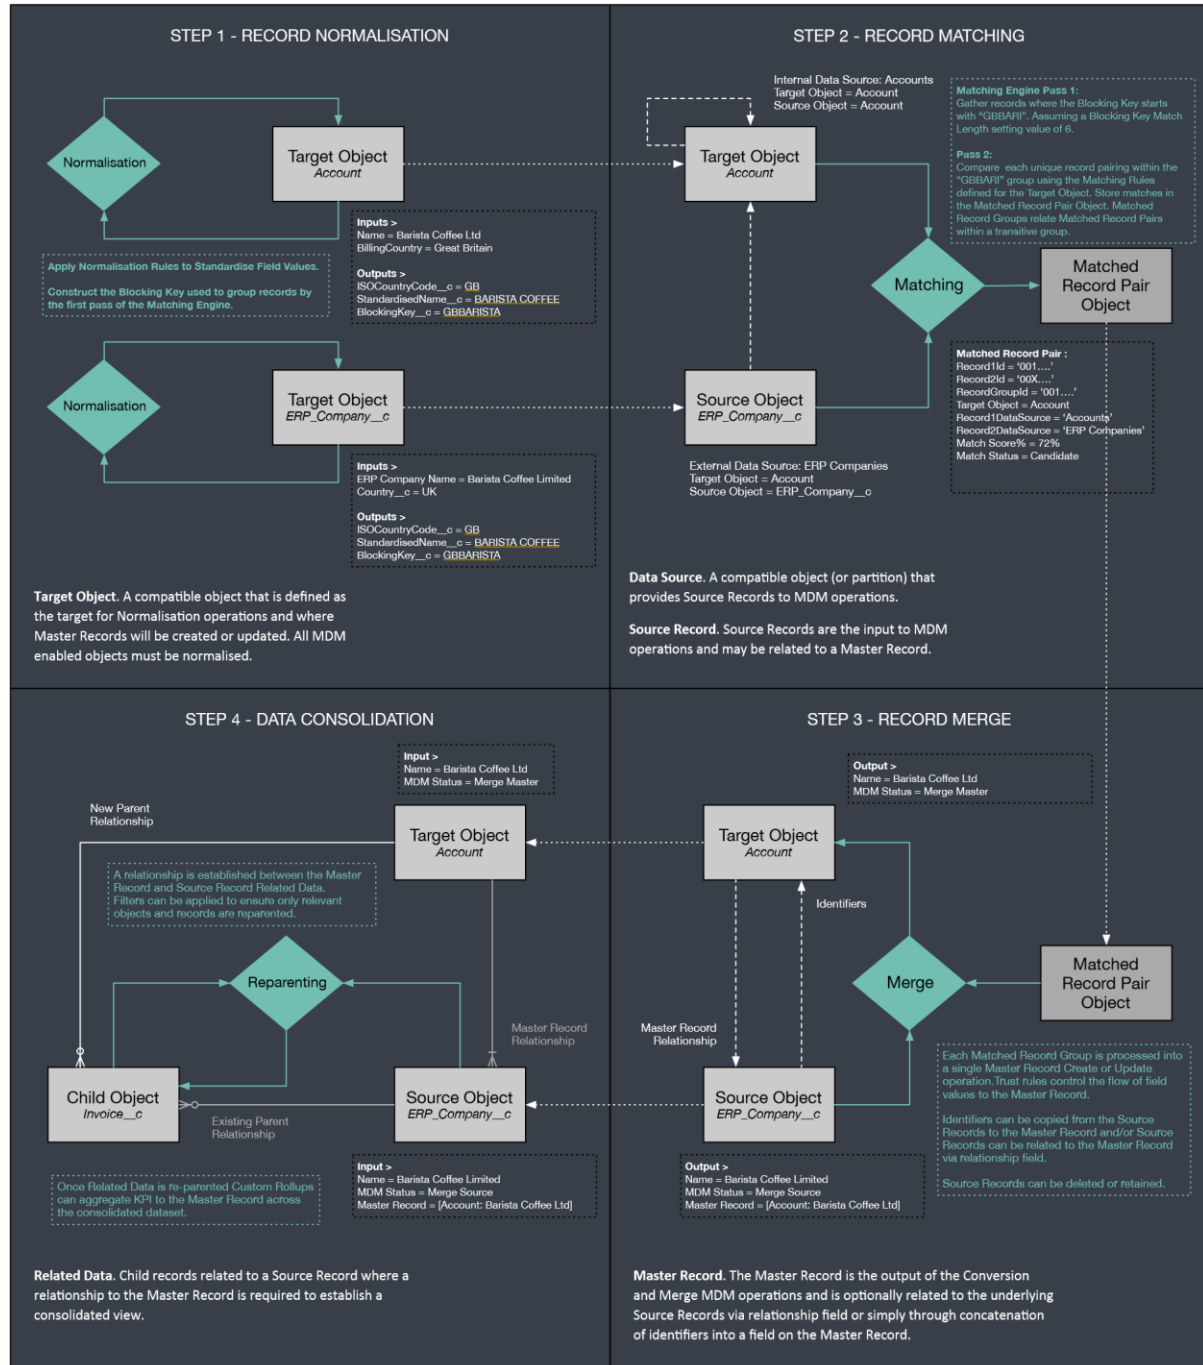 STEP 1 - RECORD NORMALISATION
Normalisation
Target Object
Account
Apply Normalisation Rules to Standardise Field Values.
Construct the Blocking Key used to group records by
the first pass of the Matching Engine.
Inputs >
Name = Barista Coffee Ltd
BillingCountry = Great Britain
Outputs >
ISOCountryCode__c = GB
StandardisedName__c = BARISTA COFFEE
BlockingKey__c = GBBARISTA
Normalisation
Target Object
ERP_Company__c
Inputs >
ERP Company Name = Barista Coffee Limited
Country__c = UK
Outputs >
ISOCountryCode__c = GB
StandardisedName__c = BARISTA COFFEE
BlockingKey__c = GBBARISTA
Target Object. A compatible object that is defined as
the target for Normalisation operations and where
Master Records will be created or updated. All MDM
enabled objects must be normalised.
STEP 2 - RECORD MATCHING
Internal Data Source: Accounts
Target Object = Account
Source Object = Account
Target Object
Account
Matching Engine Pass 1:
Gather records where the Blocking Key starts
with “GBBARI”. Assuming a Blocking Key Match
Length setting value of 6.
Pass 2:
Compare each unique record pairing within the
“GBBARI” group using the Matching Rules
defined for the Target Object. Store matches in
the Matched Record Pair Object. Matched
Record Groups relate Matched Record Pairs
within a transitive group.
Matching
Matched
Record Pair
Object
Source Object
ERP_Company__c
Matched Record Pair :
Record1Id = ‘001....’
Record2Id = ‘00X....’
RecordGroupId = ‘001....’
Target Object = Account
Record1DataSource = ‘Accounts’
Record2DataSource = ‘ERP Companies’
Match Score% = 72%
Match Status = Candidate
External Data Source: ERP Companies
Target Object = Account
Source Object = ERP_Company__c
Data Source. A compatible object (or partition) that
provides Source Records to MDM operations.
Source Record. Source Records are the input to MDM
operations and may be related to a Master Record.
STEP 4 - DATA CONSOLIDATION
Input >
Name = Barista Coffee Ltd
MDM Status = Merge Master
New Parent
Relationship
Target Object
Account
A relationship is established between the Master
Record and Source Record Related Data.
Filters can be applied to ensure only relevant
objects and records are reparented.
Reparenting
Master Record
Relationship
Child Object
Invoice__c
Existing Parent
Relationship
Source Object
ERP_Company__c
Once Related Data is re-parented Custom Rollups
can aggregate KPI to the Master Record across
the consolidated dataset.
Input >
Name = Barista Coffee Limited
MDM Status = Merge Source
Master Record = [Account: Barista Coffee Ltd]
Related Data. Child records related to a Source Record where a
relationship to the Master Record is required to establish a
consolidated view.
STEP 3 - RECORD MERGE
Output >
Name = Barista Coffee Ltd
MDM Status = Merge Master
Target Object
Account
Identifiers
Merge
Matched
Record Pair
Object
Master Record
Relationship
Source Object
ERP_Company__c
Each Matched Record Group is processed into
a single Master Record Create or Update
operation.Trust rules control the flow of field
values to the Master Record.
Identifiers can be copied from the Source
Records to the Master Record and/or Source
Records can be related to the Master Record
via relationship field.
Source Records can be deleted or retained.
Output >
Name = Barista Coffee Limited
MDM Status = Merge Source
Master Record = [Account: Barista Coffee Ltd]
Master Record. The Master Record is the output of the Conversion
and Merge MDM operations and is optionally related to the underlying
Source Records via relationship field or simply through concatenation
of identifiers into a field on the Master Record.